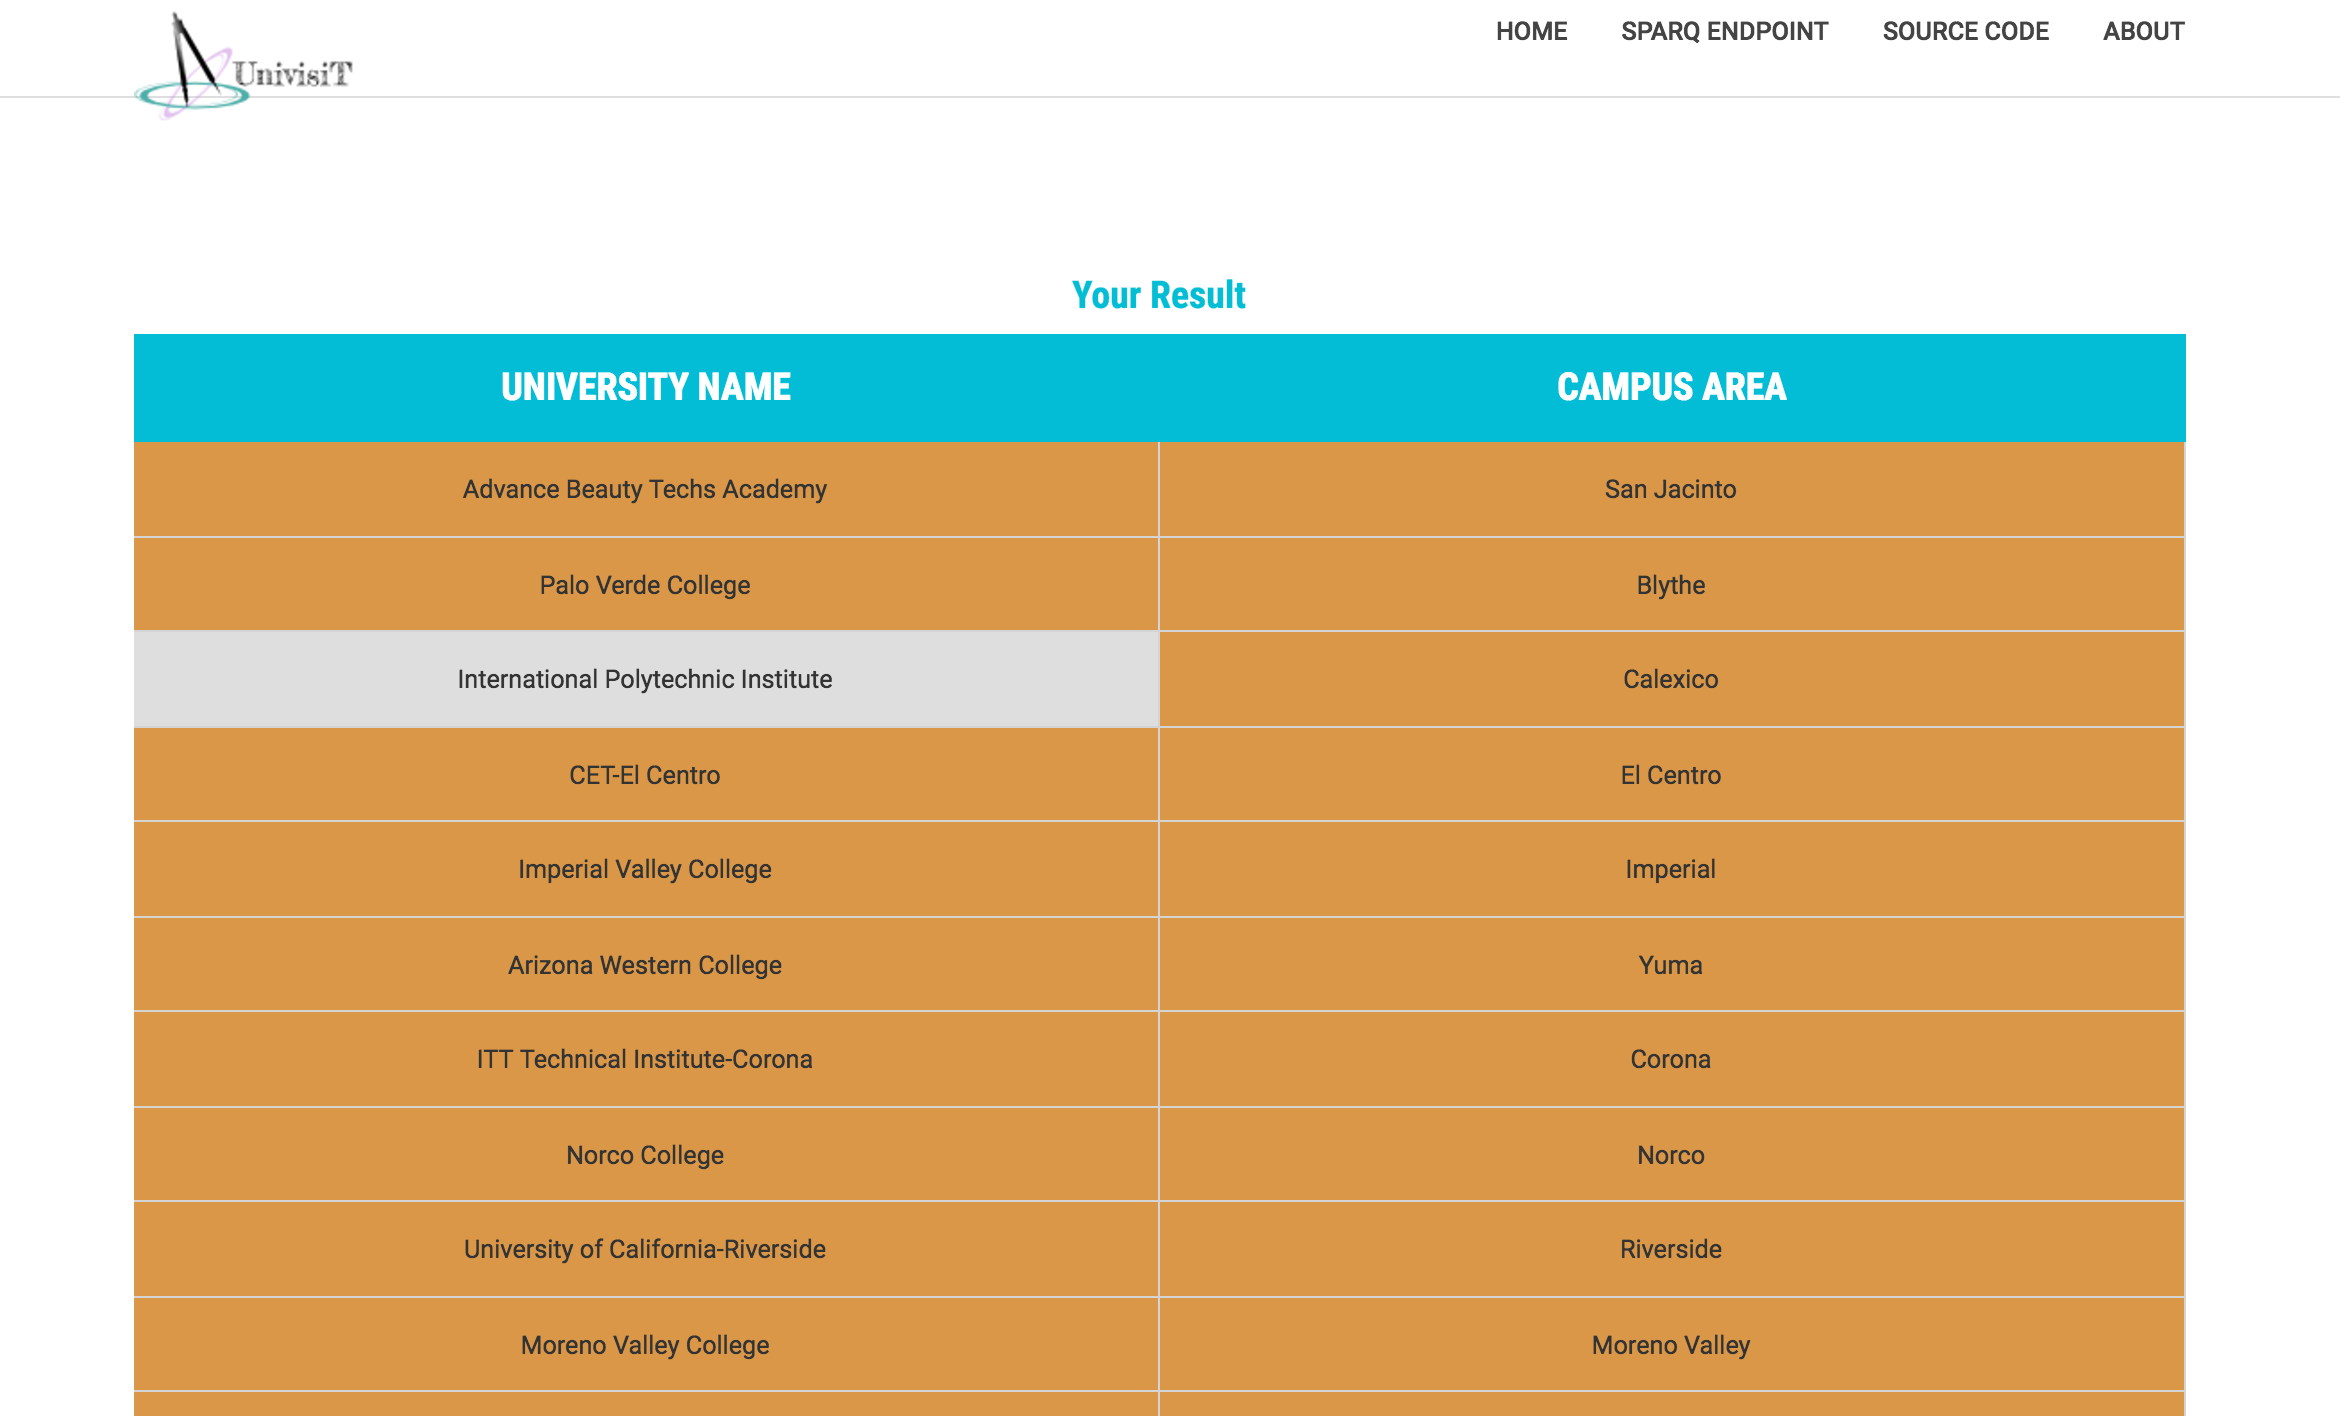 UnivisiT
HOME SPARQ ENDPOINT SOURCE CODE ABOUT
Your Result
UNIVERSITY NAME CAMPUS AREA
Advance Beauty Techs Academy San Jacinto
Palo Verde College Blythe
International Polytechnic Institute Calexico
CET-El Centro El Centro
Imperial Valley College Imperial
Arizona Western College Yuma
ITT Technical Institute-Corona Corona
Norco College Norco
University of California-Riverside Riverside
Moreno Valley College Moreno Valley